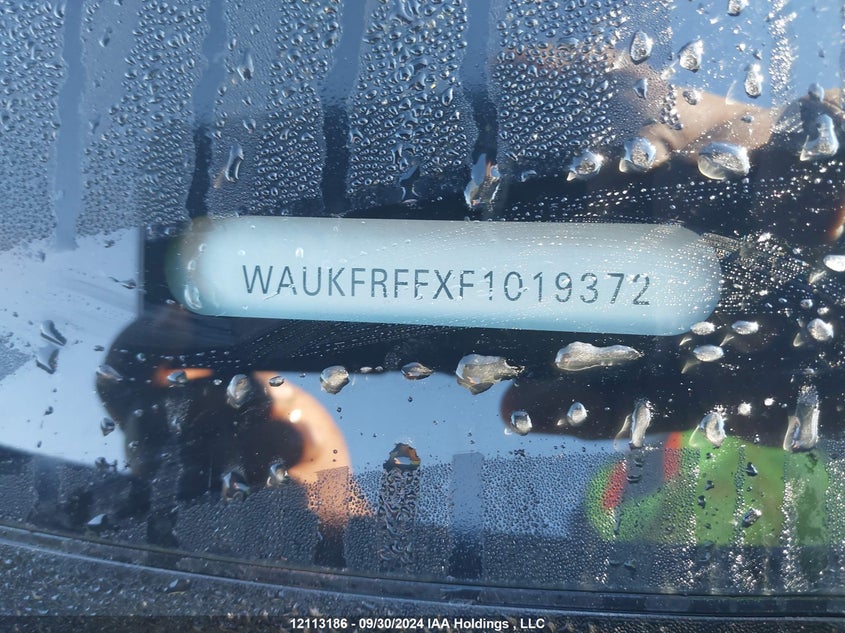 WAUKFRFFXF1019372
12113186 - 09/30/2024 IAA Holdings , LLC